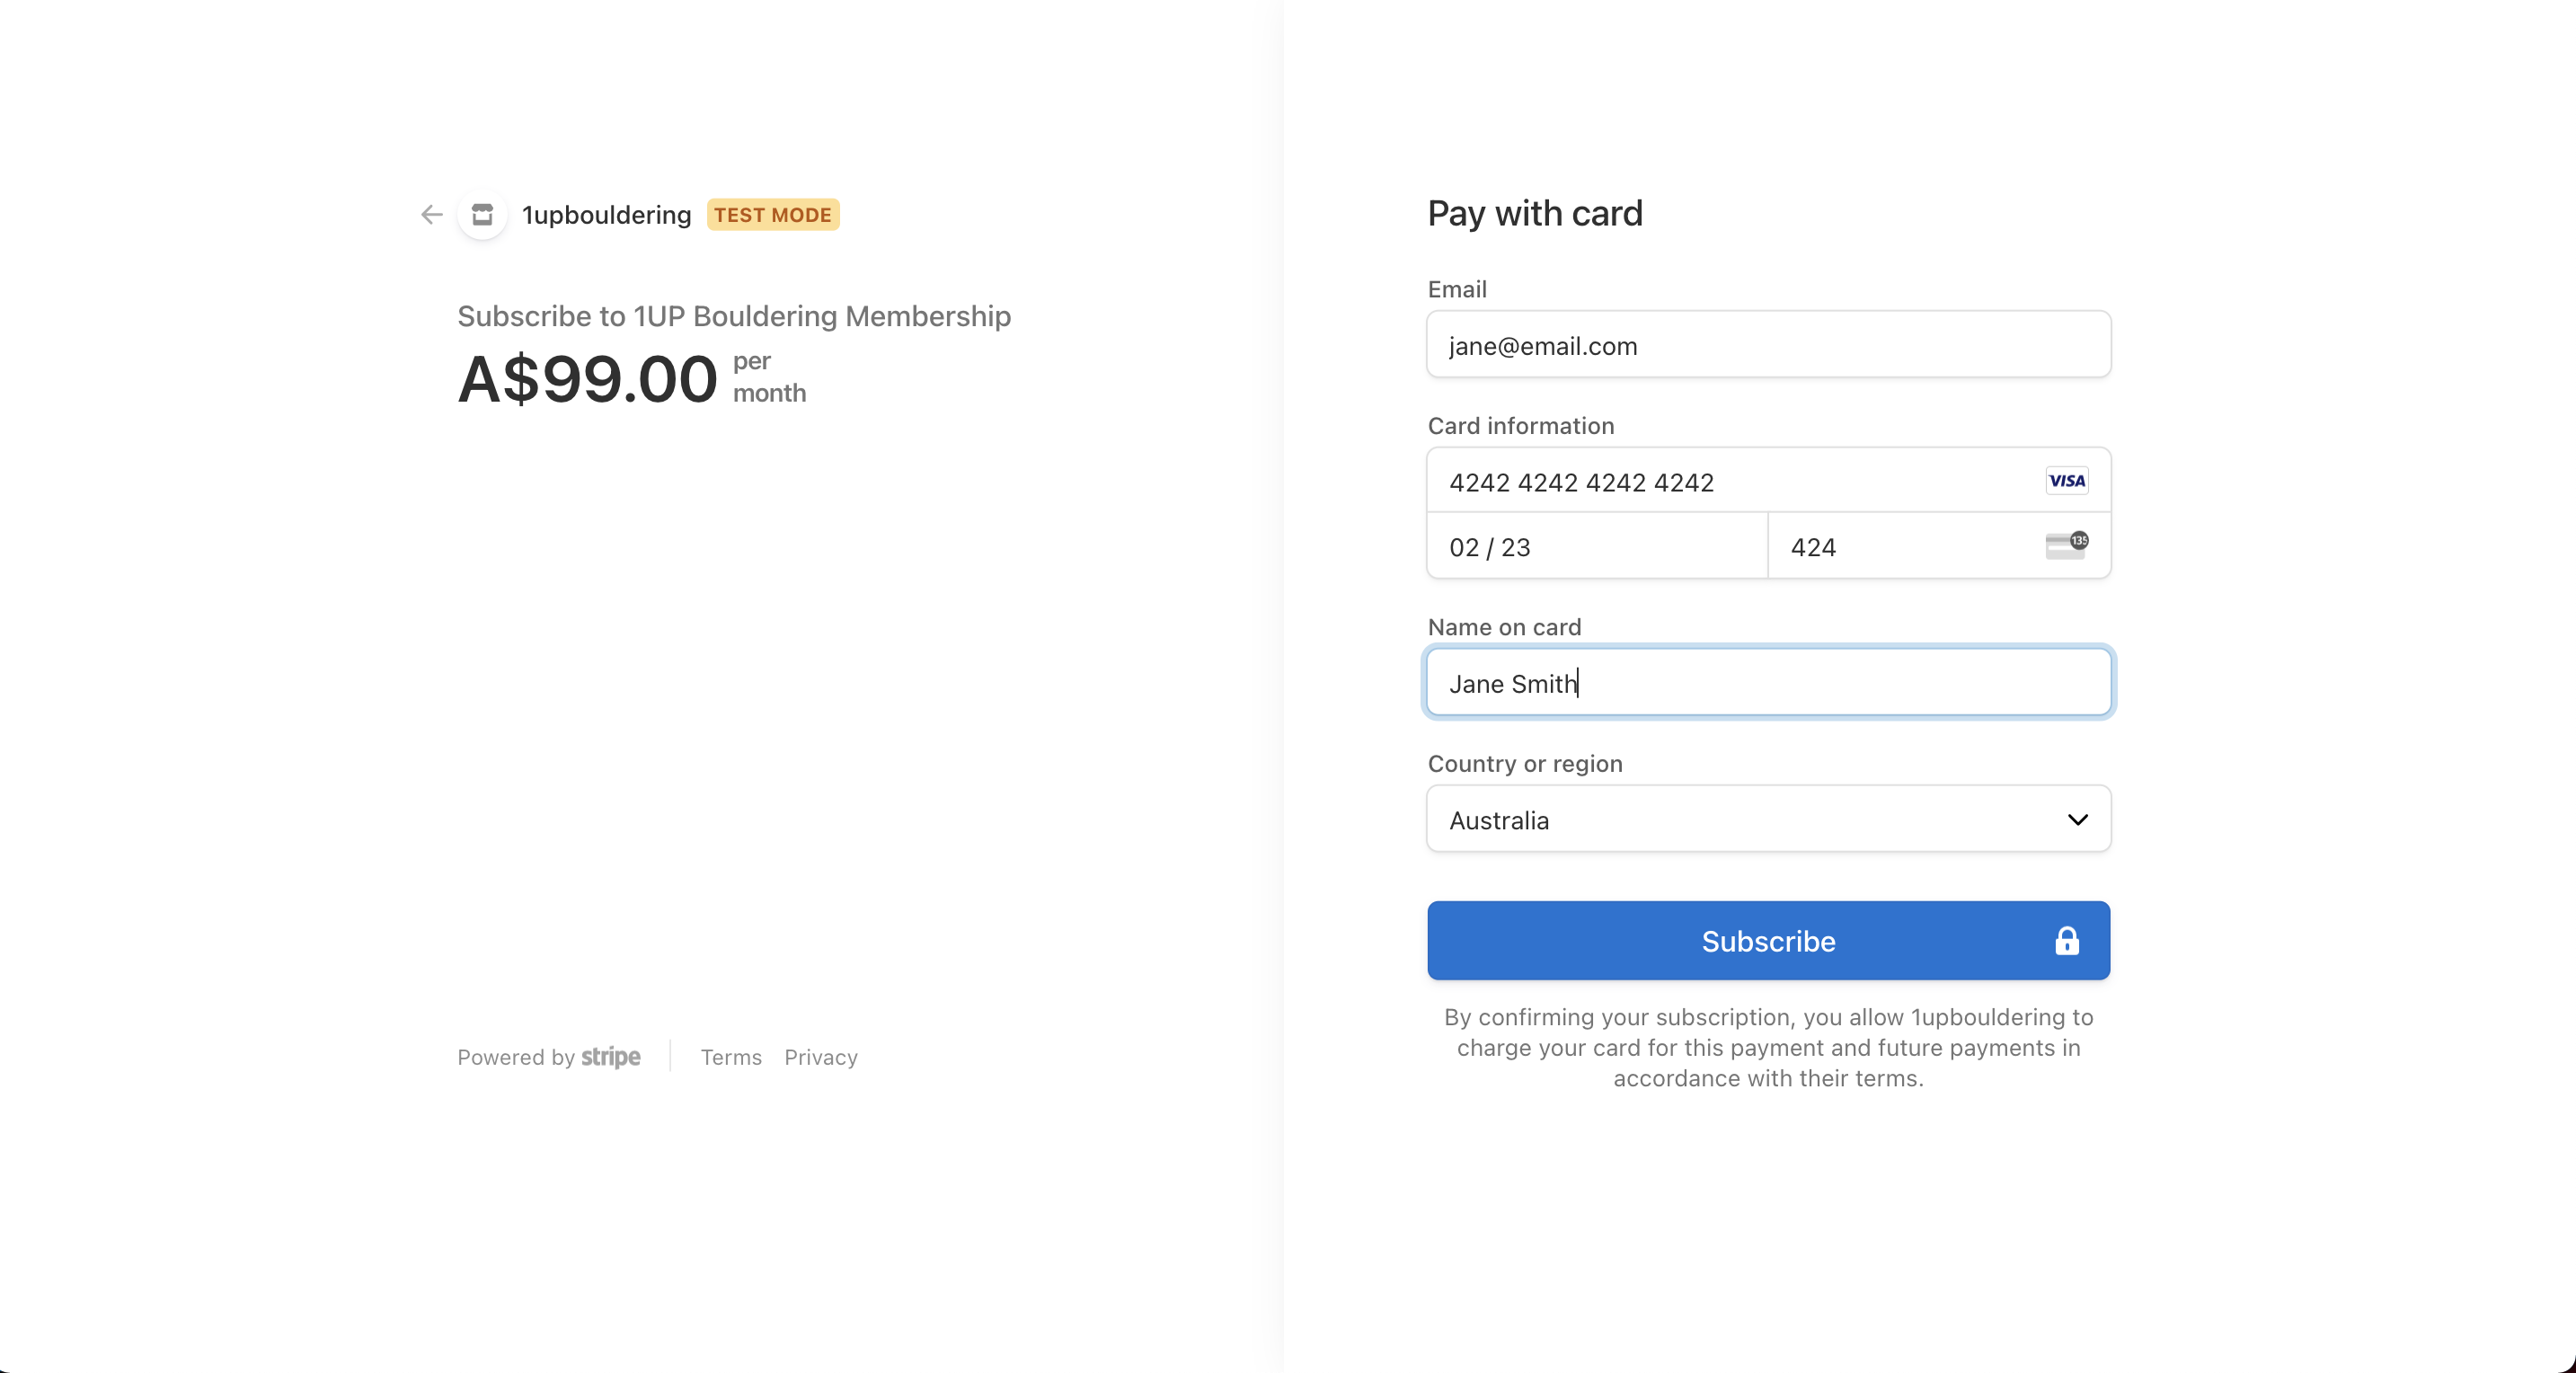 1upbouldering TEST MODE
Subscribe to 1UP Bouldering Membership
A$99.00 per month
Powered by stripe Terms Privacy
Pay with card
Email
jane@email.com
Card information
4242 4242 4242 4242 VISA
02 / 23 424 135
Name on card
Jane Smith
Country or region
Australia
Subscribe
By confirming your subscription, you allow 1upbouldering to
charge your card for this payment and future payments in
accordance with their terms.